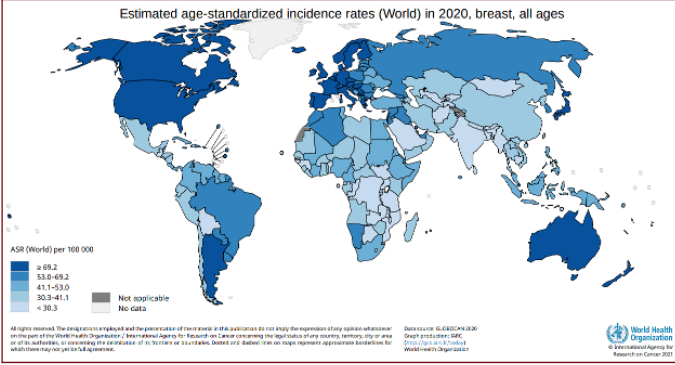 Estimated age-standardized incidence rates (World) in 2020, breast, all ages
ASR (World) per 100 000
≥ 69.2
53.0–69.2
41.1–53.0
30.3–41.1
< 30.3
Not applicable
No data
All rights reserved. The designations employed and the presentation of the material in this publication do not imply the expression of any opinion whatsoever
on the part of the World Health Organization / International Agency for Research on Cancer concerning the legal status of any country, territory, city or area
or of its authorities, or concerning the delimitation of its frontiers or boundaries. Dotted and dashed lines on maps represent approximate borderlines for
which there may not yet be full agreement.
Data source: GLOBOCAN 2020
Graph production: IARC
(http://gco.iarc.fr/today)
World Health Organization
World Health
Organization
© International Agency for
Research on Cancer 2021